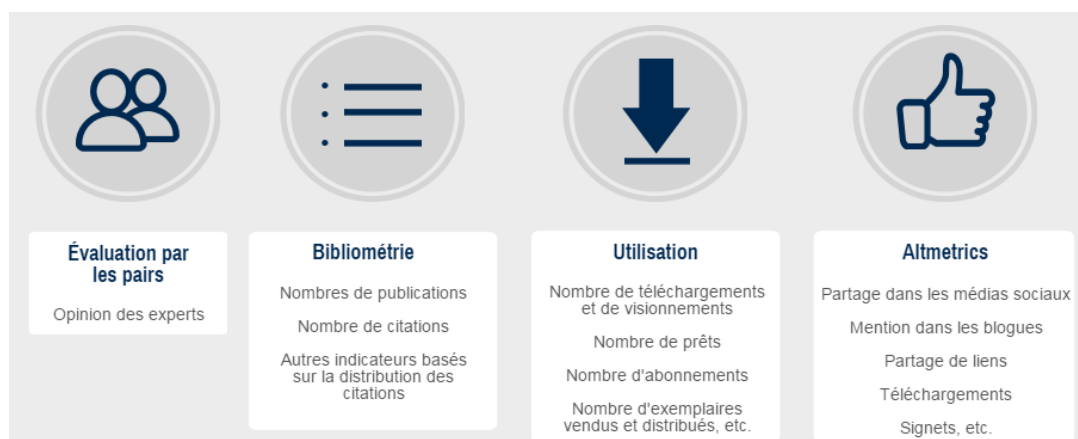 Évaluation par
les pairs
Opinion des experts
Bibliométrie
Nombres de publications
Nombre de citations
Autres indicateurs basés
sur la distribution des
citations
Utilisation
Nombre de téléchargements
et de visionnements
Nombre de prêts
Nombre d'abonnements
Nombre d'exemplaires
vendus et distribués, etc.
Altmetrics
Partage dans les médias sociaux
Mention dans les blogues
Partage de liens
Téléchargements
Signets, etc.